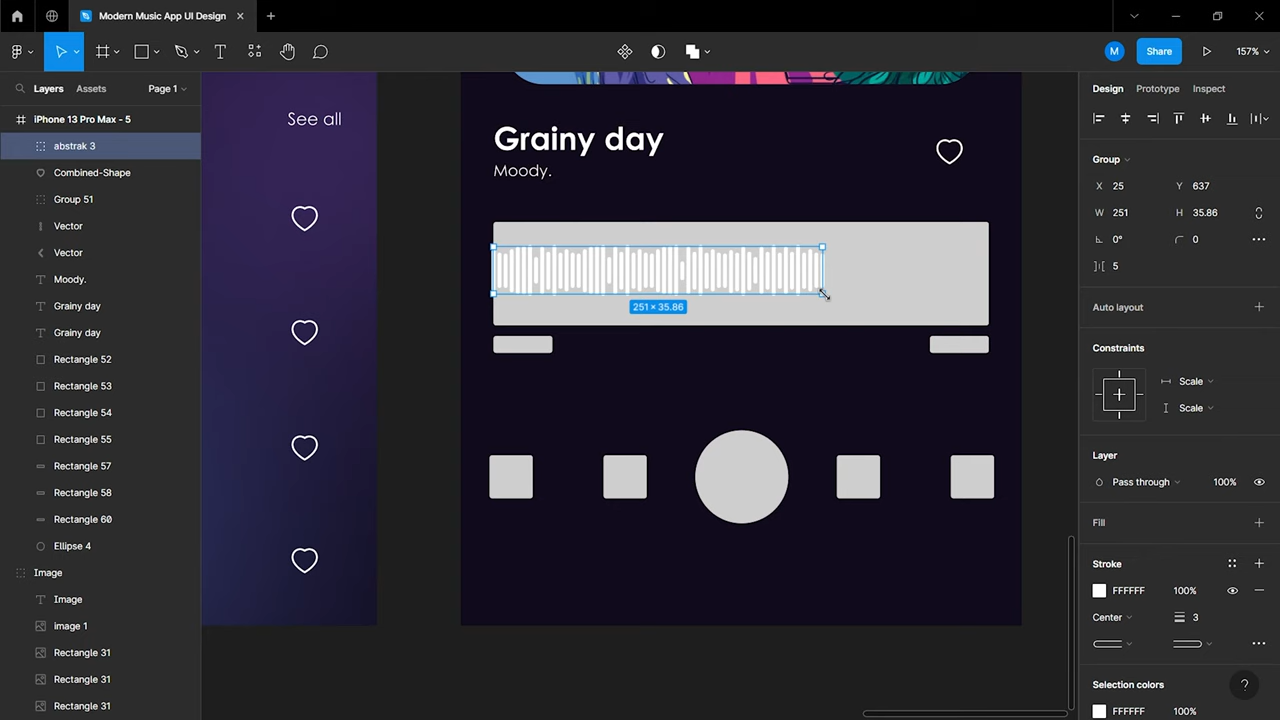 Modern Music App UI Design
M
Share
157%
Layers
Assets
Page 1
iPhone 13 Pro Max - 5
abstrak 3
Combined-Shape
Group 51
Vector
Vector
Moody.
Grainy day
Grainy day
Rectangle 52
Rectangle 53
Rectangle 54
Rectangle 55
Rectangle 57
Rectangle 58
Rectangle 60
Ellipse 4
Image
Image
image 1
Rectangle 31
Rectangle 31
Rectangle 31
See all
Grainy day
Moody.
251 × 35.86
Design
Prototype
Inspect
Group
X 25 Y 637
W 251 H 35.86
0° 0
5
Auto layout
Constraints
Scale
Scale
Layer
Pass through 100%
Fill
Stroke
FFFFFF 100%
Center 3
Selection colors
FFFFFF 100%
?